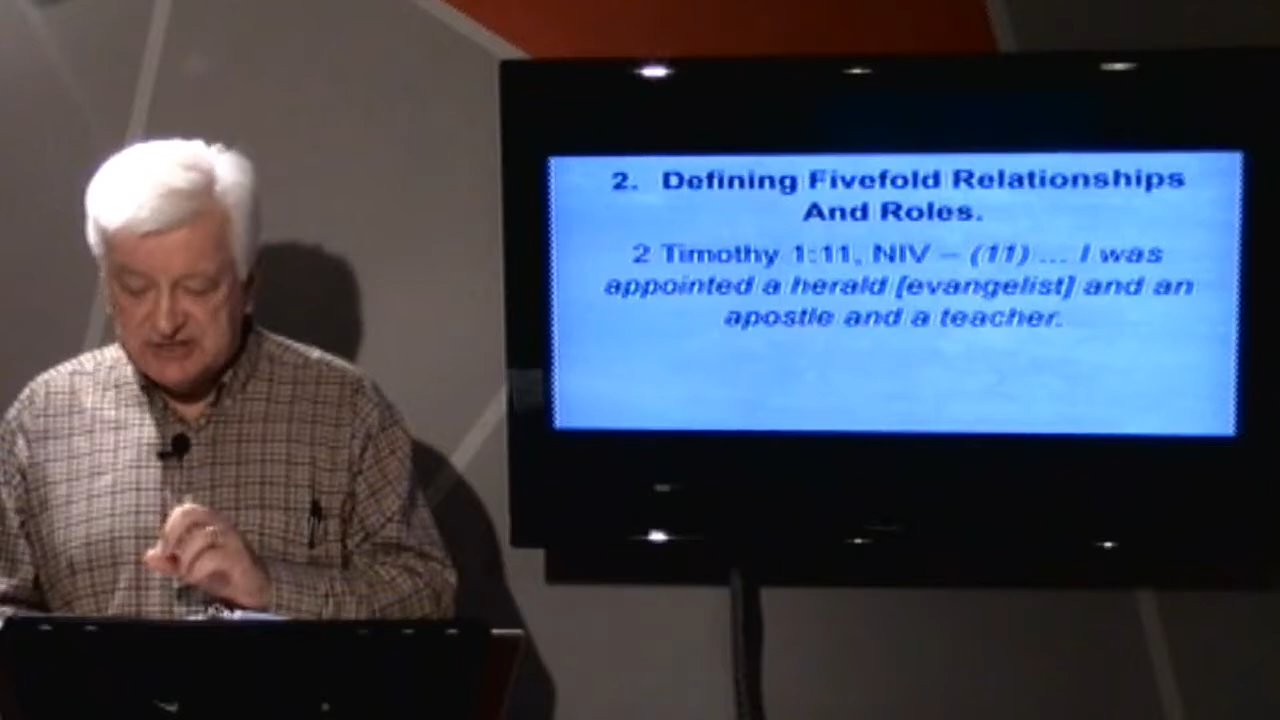 2. Defining Fivefold Relationships
And Roles.
2 Timothy 1:11, NIV – (11) ... I was
appointed a herald [evangelist] and an
apostle and a teacher.